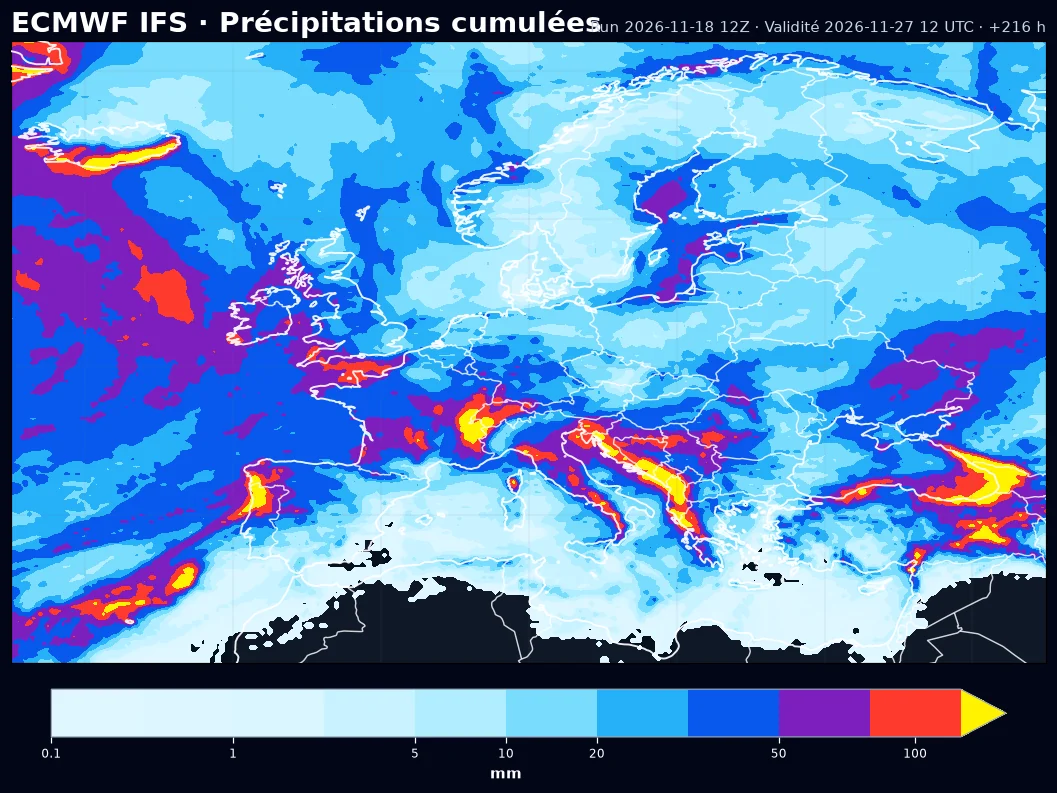 ECMWF IFS · Précipitations cumulées
Run 2026-11-18 12Z · Validité 2026-11-27 12 UTC · +216 h
0.1 1 5 10 20 50 100
mm